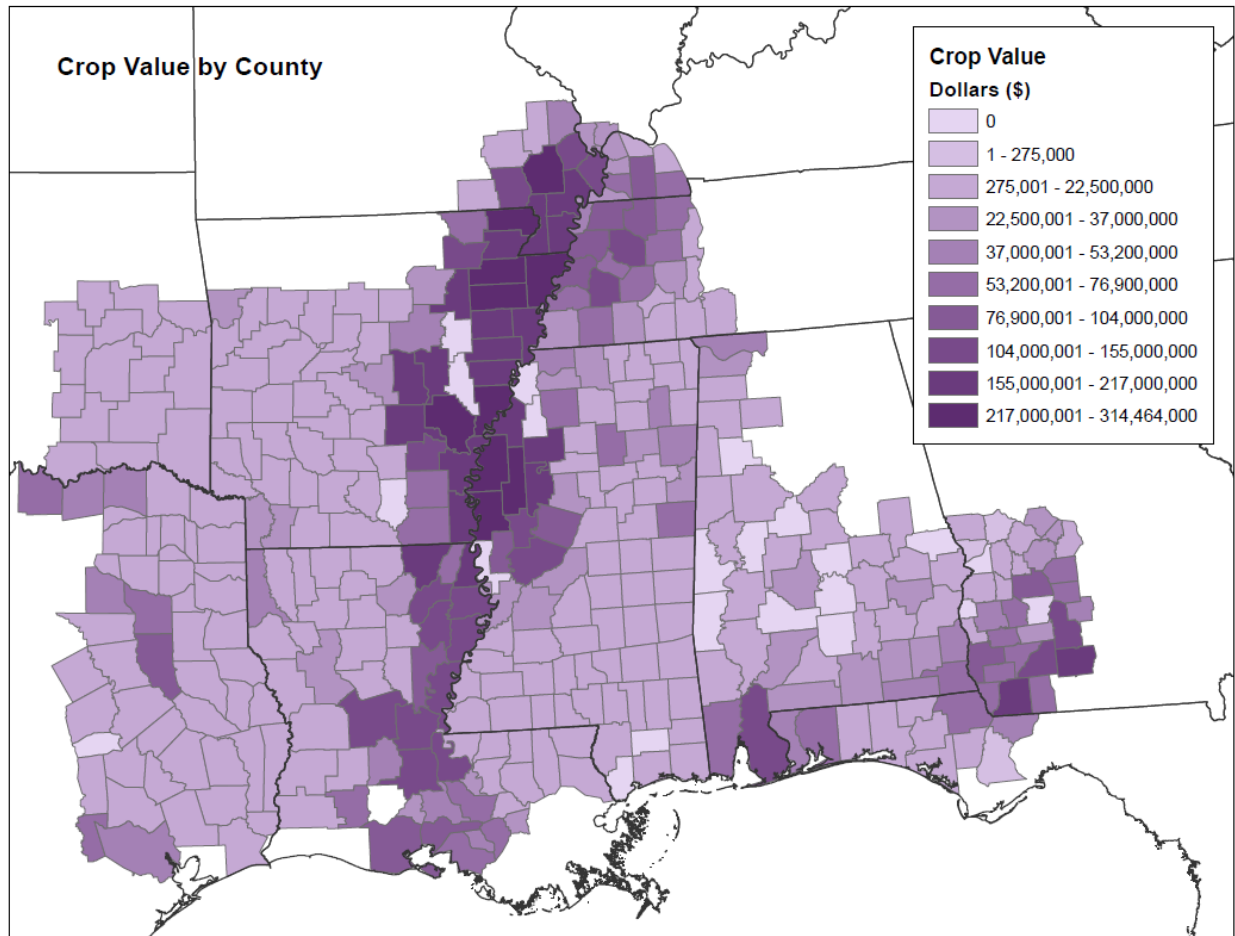 Crop Value by County
Crop Value
Dollars ($)
0
1 - 275,000
275,001 - 22,500,000
22,500,001 - 37,000,000
37,000,001 - 53,200,000
53,200,001 - 76,900,000
76,900,001 - 104,000,000
104,000,001 - 155,000,000
155,000,001 - 217,000,000
217,000,001 - 314,464,000